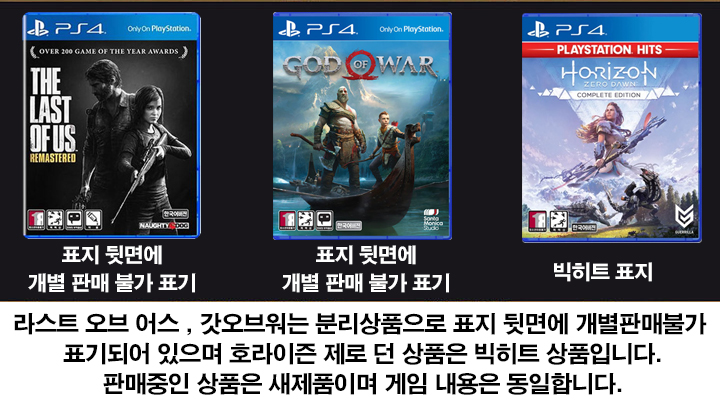 PS4
Only On PlayStation.
OVER 200 GAME OF THE YEAR AWARDS
THE
LAST
OF US
REMASTERED
한국어버전
NAUGHTY DOG
PS4
Only On PlayStation.
GOD OF WAR
한국어버전
Santa
Monica
Studio
PS4
PLAYSTATION HITS
HORIZON
ZERO DAWN
COMPLETE EDITION
한국어버전
GUERRILLA
표지 뒷면에
개별 판매 불가 표기
표지 뒷면에
개별 판매 불가 표기
빅히트 표지
라스트 오브 어스 , 갓오브워는 분리상품으로 표지 뒷면에 개별판매불가
표기되어 있으며 호라이즌 제로 던 상품은 빅히트 상품입니다.
판매중인 상품은 새제품이며 게임 내용은 동일합니다.